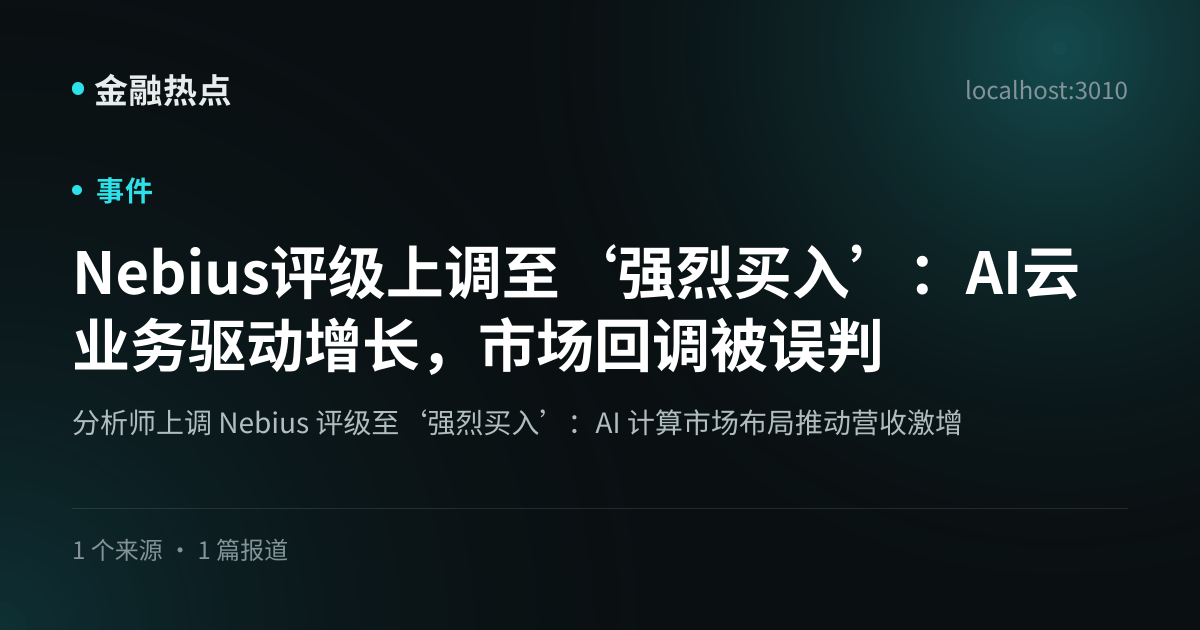 金融热点
localhost:3010
事件
Nebius评级上调至‘强烈买入’：AI云
业务驱动增长，市场回调被误判
分析师上调 Nebius 评级至‘强烈买入’：AI 计算市场布局推动营收激增
1 个来源 · 1 篇报道